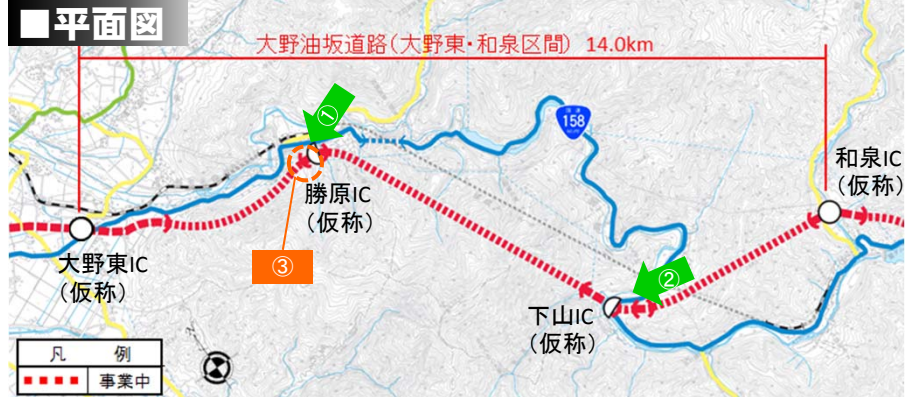 ■平面図
大野油坂道路（大野東・和泉区間） 14.0km
①
158
和泉IC
（仮称）
勝原IC
（仮称）
③
大野東IC
（仮称）
②
下山IC
（仮称）
凡 例
事業中